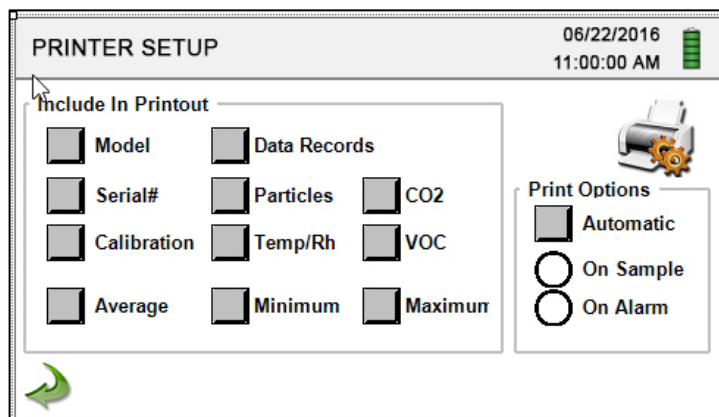 PRINTER SETUP
06/22/2016
11:00:00 AM
Include In Printout
Model Data Records
Serial# Particles CO2
Calibration Temp/Rh VOC
Average Minimum Maximum
Print Options
Automatic
On Sample
On Alarm